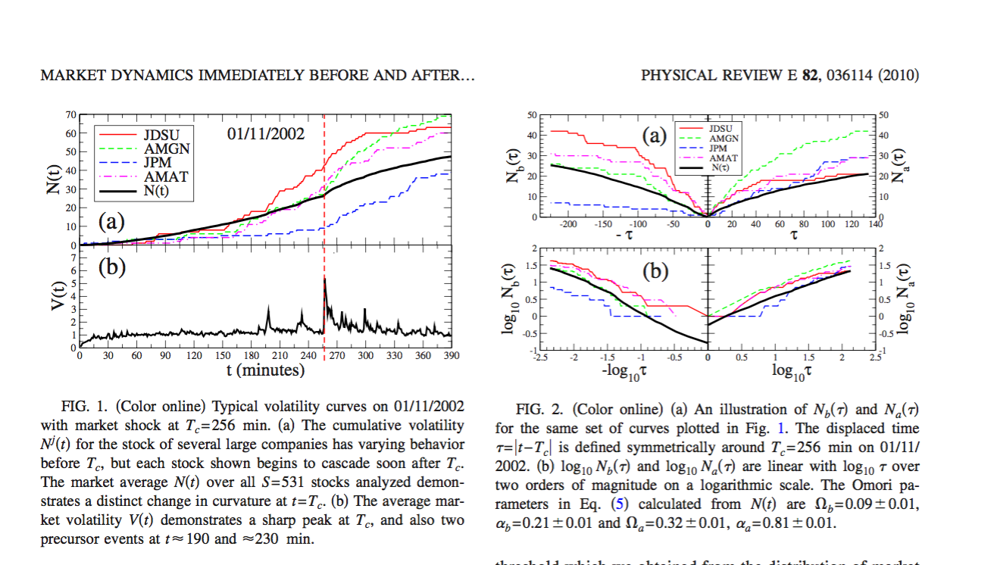 MARKET DYNAMICS IMMEDIATELY BEFORE AND AFTER…
PHYSICAL REVIEW E 82, 036114 (2010)
70
60
50
40
30
20
10
0
N(t)
JDSU
AMGN
JPM
AMAT
N(t)
01/11/2002
(a)
7
6
5
4
3
2
1
0
V(t)
(b)
0 30 60 90 120 150 180 210 240 270 300 330 360 390
t (minutes)
FIG. 1. (Color online) Typical volatility curves on 01/11/2002
with market shock at T_c=256 min. (a) The cumulative volatility
N^j(t) for the stock of several large companies has varying behavior
before T_c, but each stock shown begins to cascade soon after T_c.
The market average N(t) over all S=531 stocks analyzed demon-
strates a distinct change in curvature at t=T_c. (b) The average mar-
ket volatility V(t) demonstrates a sharp peak at T_c, and also two
precursor events at t≈190 and ≈230 min.
50
40
30
20
10
0
N_b(τ)
(a)
JDSU
AMGN
JPM
AMAT
N(τ)
50
40
30
20
10
0
N_a(τ)
-200 -150 -100 -50 0 20 40 60 80 100 120 140
- τ
τ
2
1.5
1
0.5
0
-0.5
-1
log_10 N_b(τ)
(b)
2
1.5
1
0.5
0
-0.5
-1
log_10 N_a(τ)
-2.5 -2 -1.5 -1 -0.5 0 0.5 1 1.5 2 2.5
-log_10 τ
log_10 τ
FIG. 2. (Color online) (a) An illustration of N_b(τ) and N_a(τ)
for the same set of curves plotted in Fig. 1. The displaced time
τ=|t−T_c| is defined symmetrically around T_c=256 min on 01/11/
2002. (b) log_10 N_b(τ) and log_10 N_a(τ) are linear with log_10 τ over
two orders of magnitude on a logarithmic scale. The Omori pa-
rameters in Eq. (5) calculated from N(t) are Ω_b=0.09±0.01,
α_b=0.21±0.01 and Ω_a=0.32±0.01, α_a=0.81±0.01.